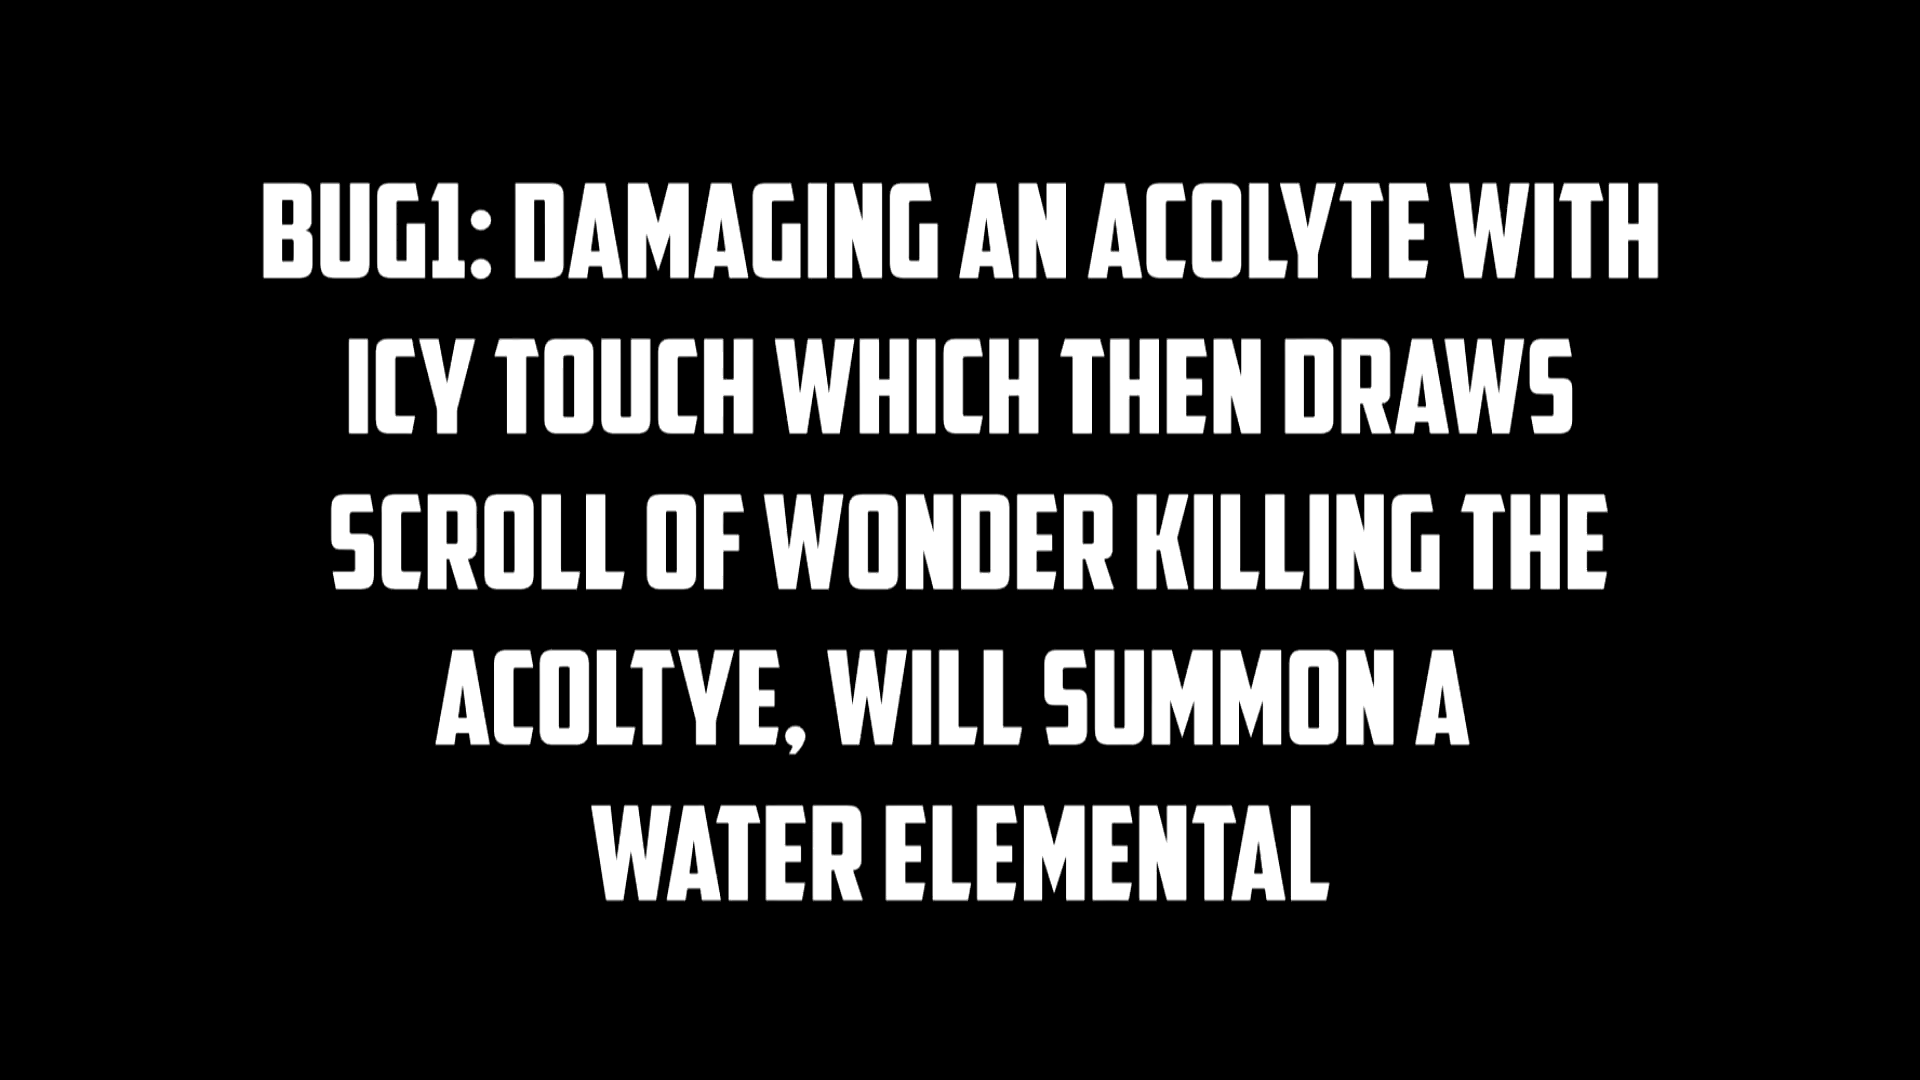 BUG1: DAMAGING AN ACOLYTE WITH
ICY TOUCH WHICH THEN DRAWS
SCROLL OF WONDER KILLING THE
ACOLTYE, WILL SUMMON A
WATER ELEMENTAL